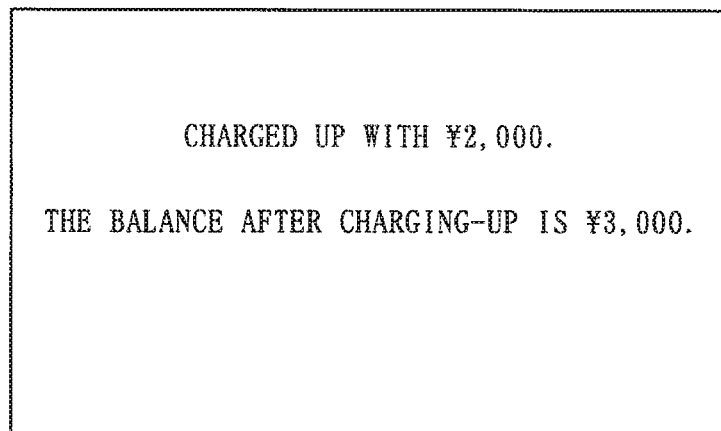 CHARGED UP WITH ¥2,000.
THE BALANCE AFTER CHARGING-UP IS ¥3,000.